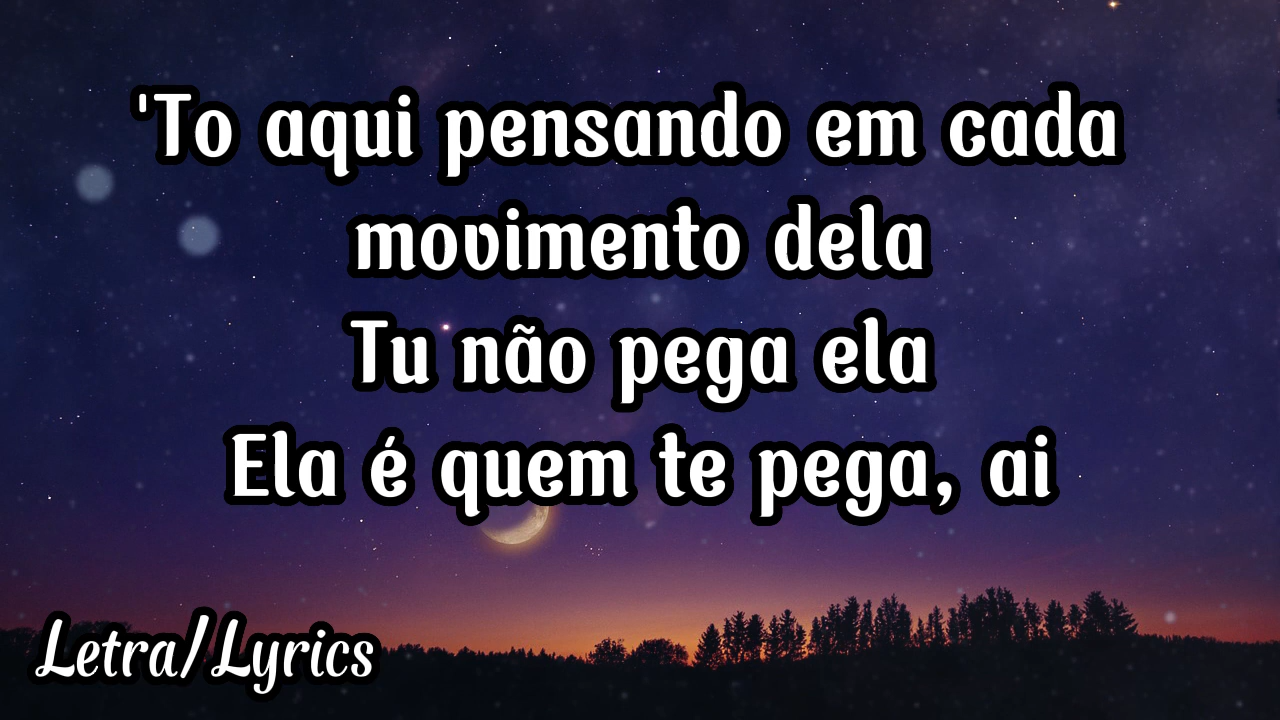 'To aqui pensando em cada
movimento dela
Tu não pega ela
Ela é quem te pega, ai
Letra/Lyrics